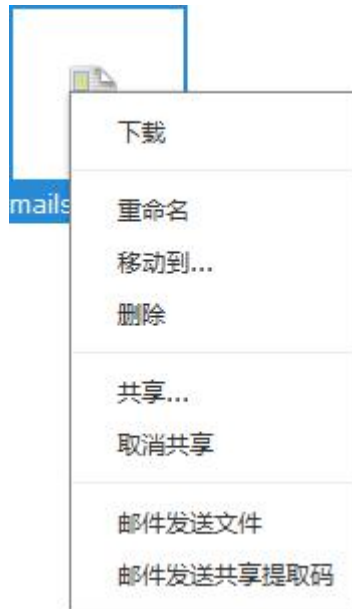 mails
下载
重命名
移动到...
删除
共享...
取消共享
邮件发送文件
邮件发送共享提取码